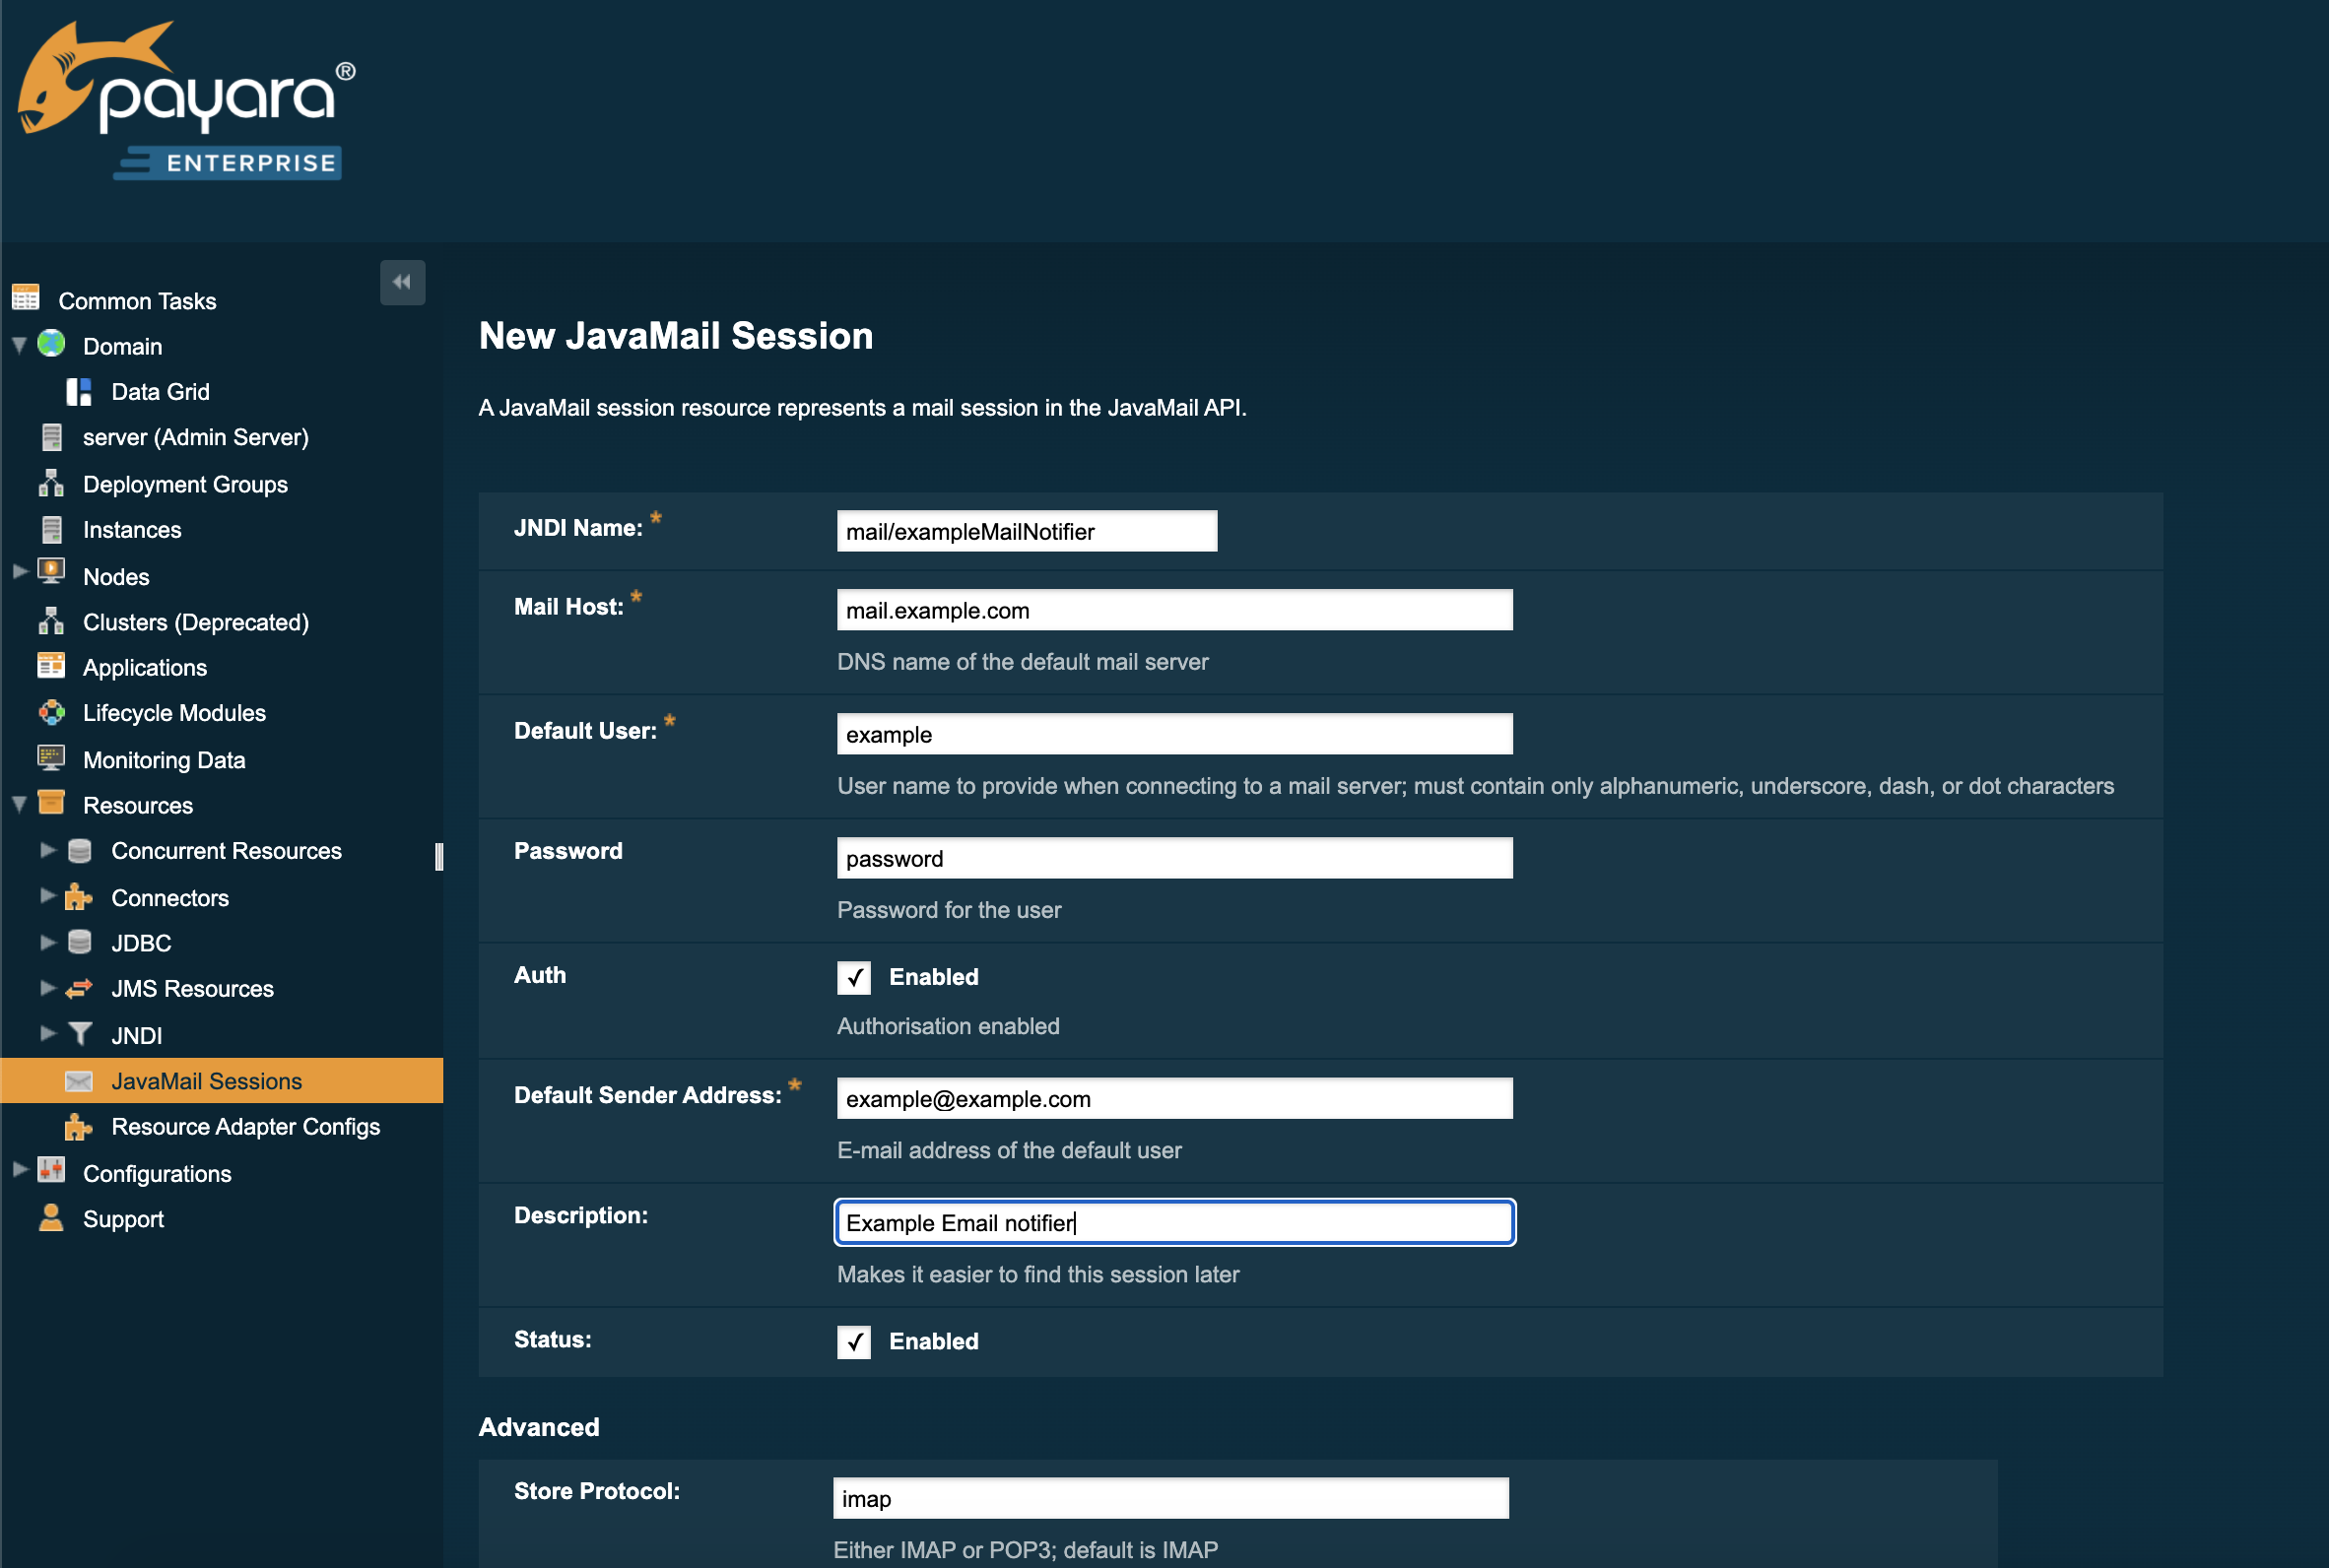 payara®
ENTERPRISE
Common Tasks
Domain
Data Grid
server (Admin Server)
Deployment Groups
Instances
Nodes
Clusters (Deprecated)
Applications
Lifecycle Modules
Monitoring Data
Resources
Concurrent Resources
Connectors
JDBC
JMS Resources
JNDI
JavaMail Sessions
Resource Adapter Configs
Configurations
Support
New JavaMail Session
A JavaMail session resource represents a mail session in the JavaMail API.
JNDI Name: * mail/exampleMailNotifier
Mail Host: * mail.example.com
DNS name of the default mail server
Default User: * example
User name to provide when connecting to a mail server; must contain only alphanumeric, underscore, dash, or dot characters
Password password
Password for the user
Auth Enabled
Authorisation enabled
Default Sender Address: * example@example.com
E-mail address of the default user
Description: Example Email notifier
Makes it easier to find this session later
Status: Enabled
Advanced
Store Protocol: imap
Either IMAP or POP3; default is IMAP